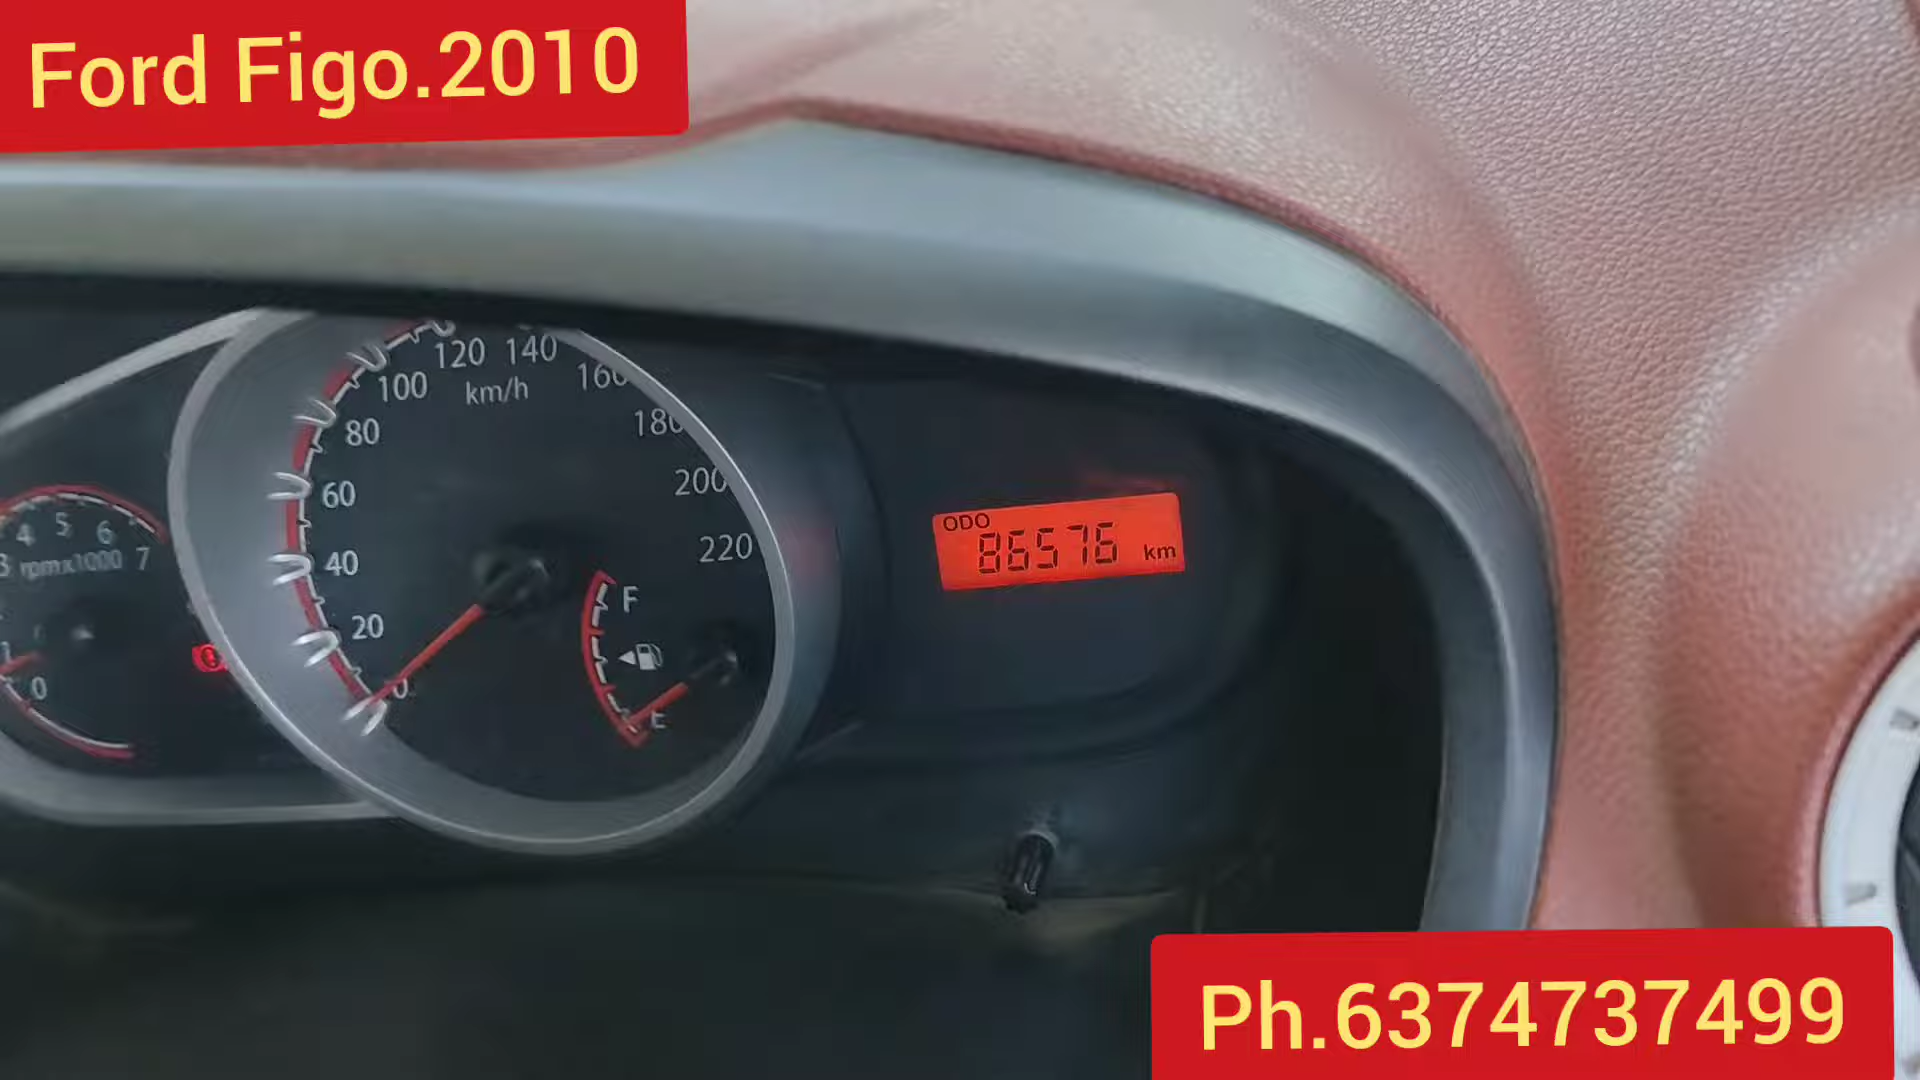 Ford Figo.2010
120 140
100 km/h 160
80 180
60 200
40 220
20
0
F
E
3 4 5 6 7
rpmx1000
1
0
ODO
86576 km
Ph.6374737499